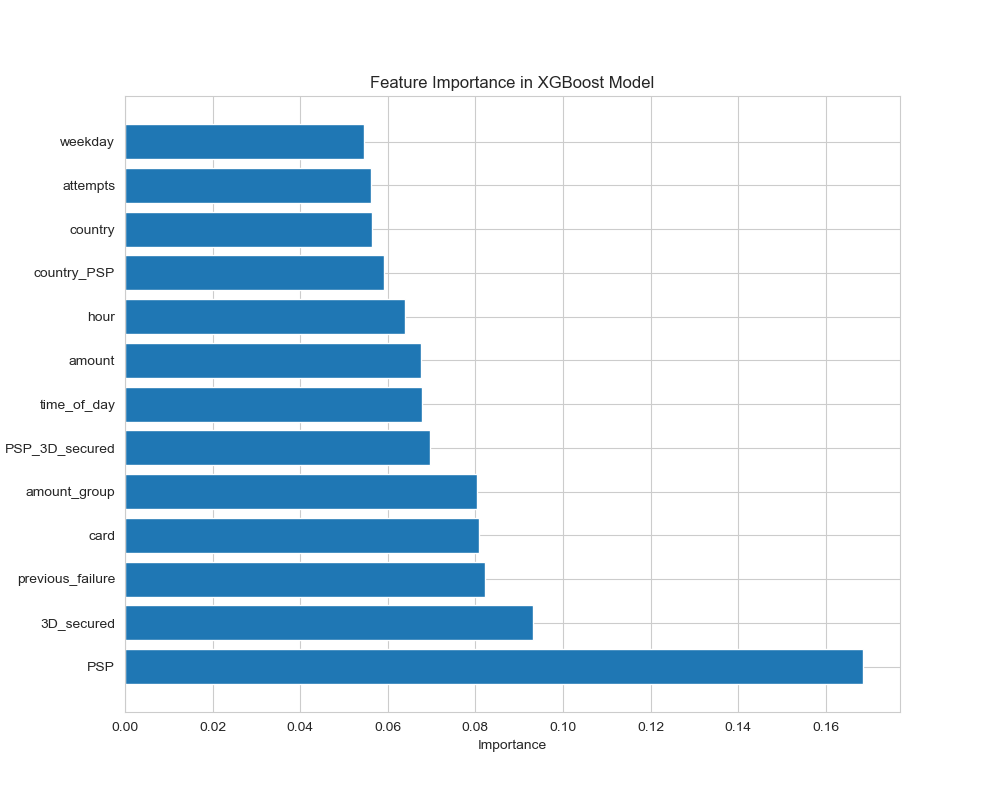 Feature Importance in XGBoost Model
weekday
attempts
country
country_PSP
hour
amount
time_of_day
PSP_3D_secured
amount_group
card
previous_failure
3D_secured
PSP
0.00 0.02 0.04 0.06 0.08 0.10 0.12 0.14 0.16
Importance